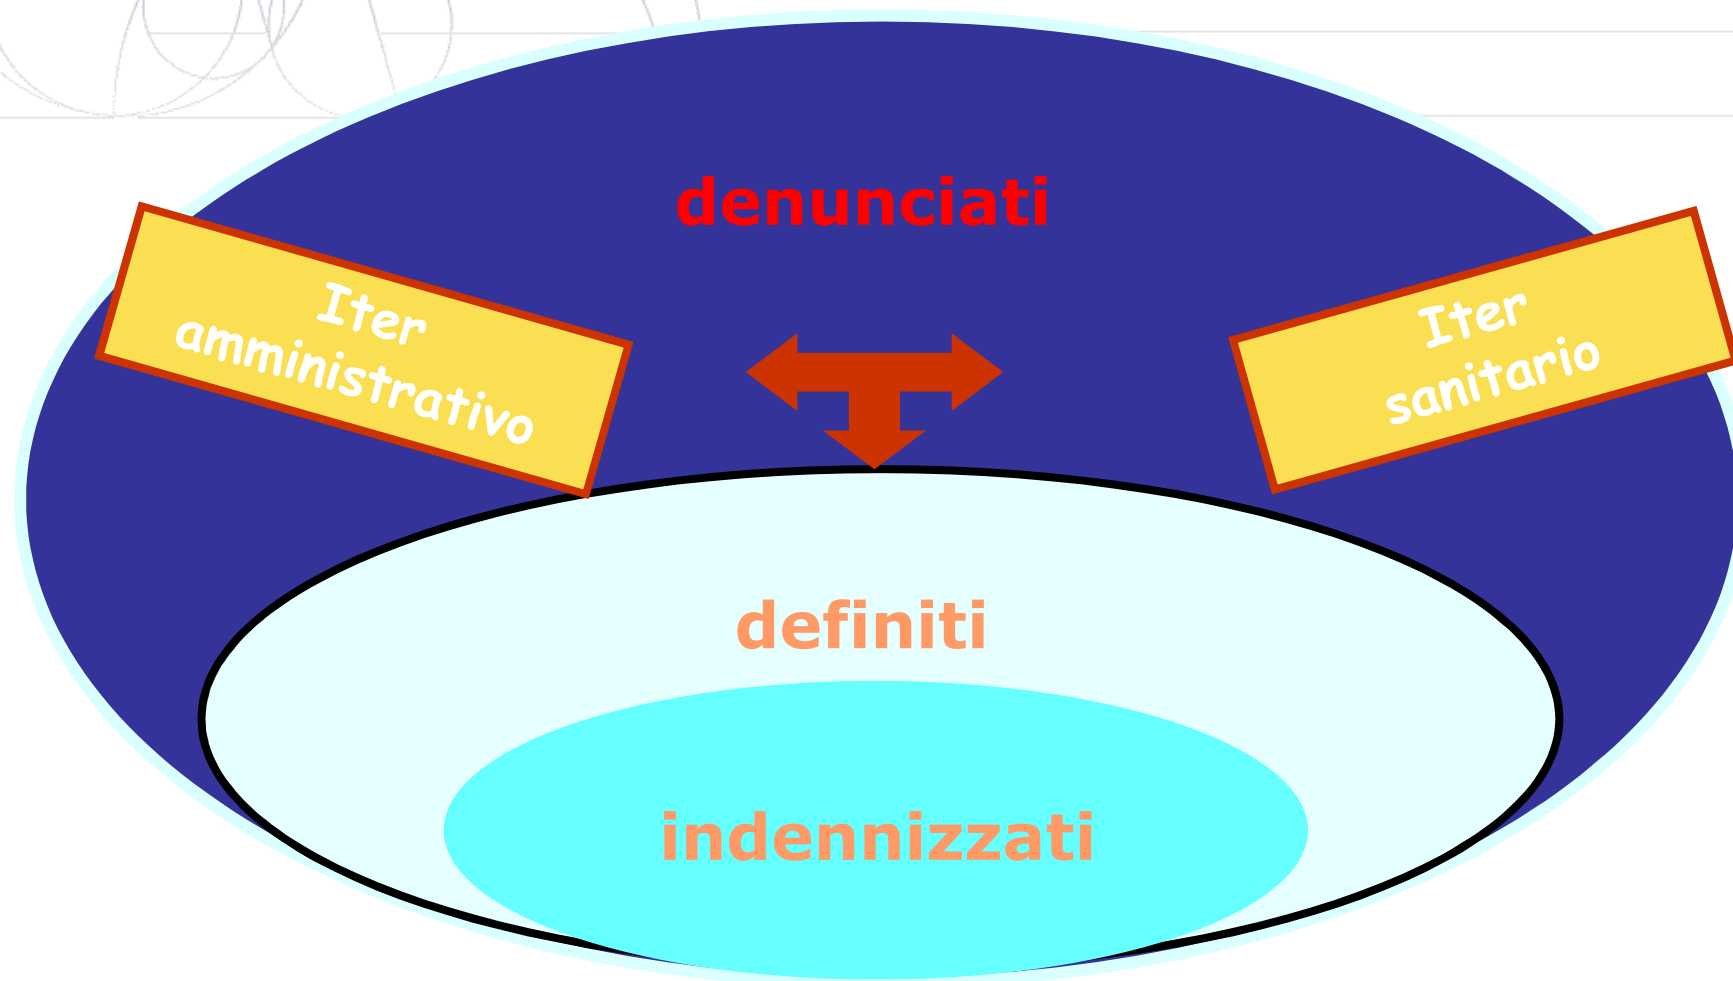 denunciati
Iter
amministrativo
Iter
sanitario
definiti
indennizzati